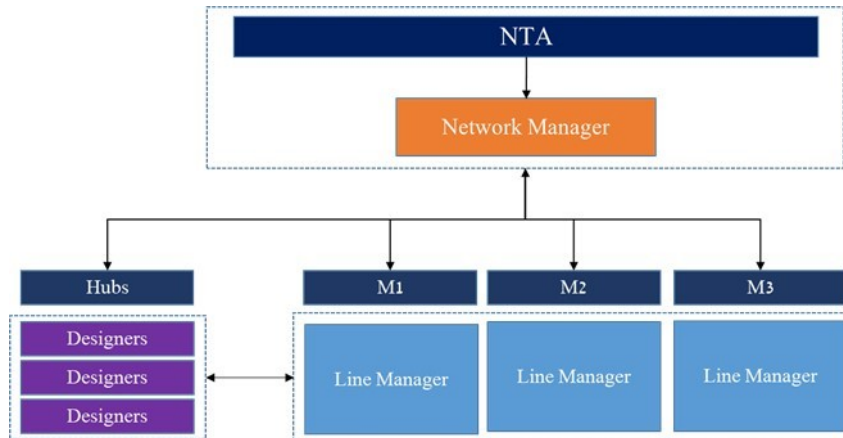 NTA
Network Manager
Hubs
M1
M2
M3
Designers
Designers
Designers
Line Manager
Line Manager
Line Manager